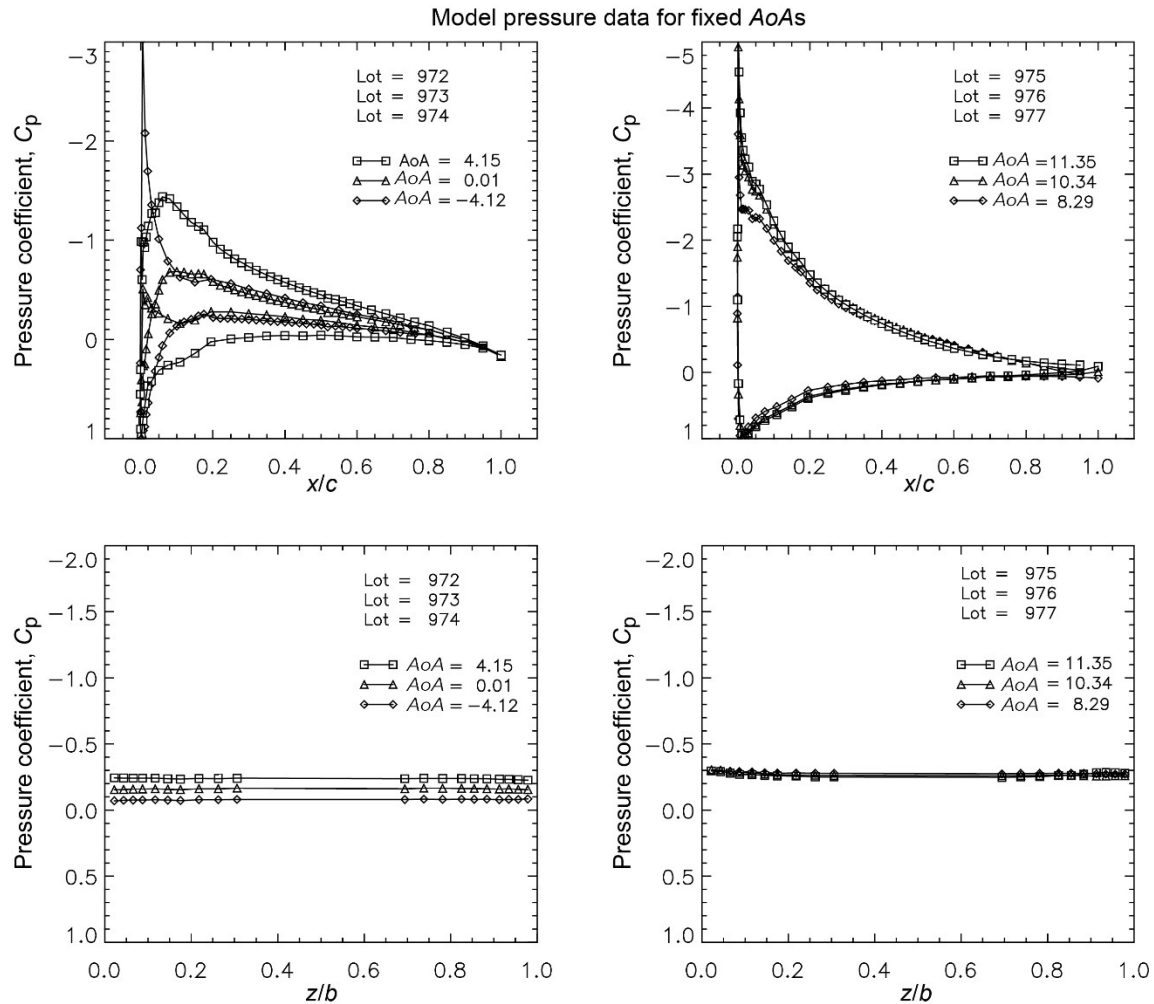 Model pressure data for fixed AoAs
Pressure coefficient, Cp
−3
−2
−1
0
1
Lot = 972
Lot = 973
Lot = 974
AoA = 4.15
AoA = 0.01
AoA = −4.12
0.0 0.2 0.4 0.6 0.8 1.0
x/c
Pressure coefficient, Cp
−5
−4
−3
−2
−1
0
1
Lot = 975
Lot = 976
Lot = 977
AoA = 11.35
AoA = 10.34
AoA = 8.29
0.0 0.2 0.4 0.6 0.8 1.0
x/c
Pressure coefficient, Cp
−2.0
−1.5
−1.0
−0.5
0.0
0.5
1.0
Lot = 972
Lot = 973
Lot = 974
AoA = 4.15
AoA = 0.01
AoA = −4.12
0.0 0.2 0.4 0.6 0.8 1.0
z/b
Pressure coefficient, Cp
−2.0
−1.5
−1.0
−0.5
0.0
0.5
1.0
Lot = 975
Lot = 976
Lot = 977
AoA = 11.35
AoA = 10.34
AoA = 8.29
0.0 0.2 0.4 0.6 0.8 1.0
z/b